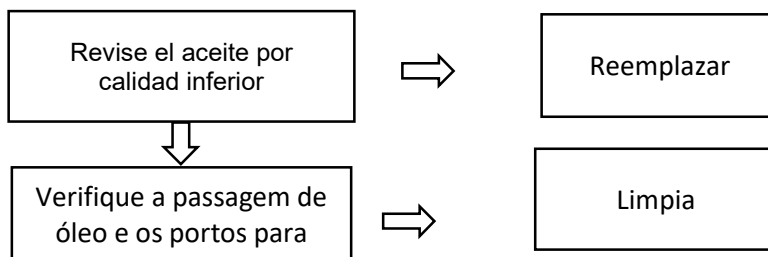 Revise el aceite por
calidad inferior
Reemplazar
Verifique a passagem de
óleo e os portos para
Limpia